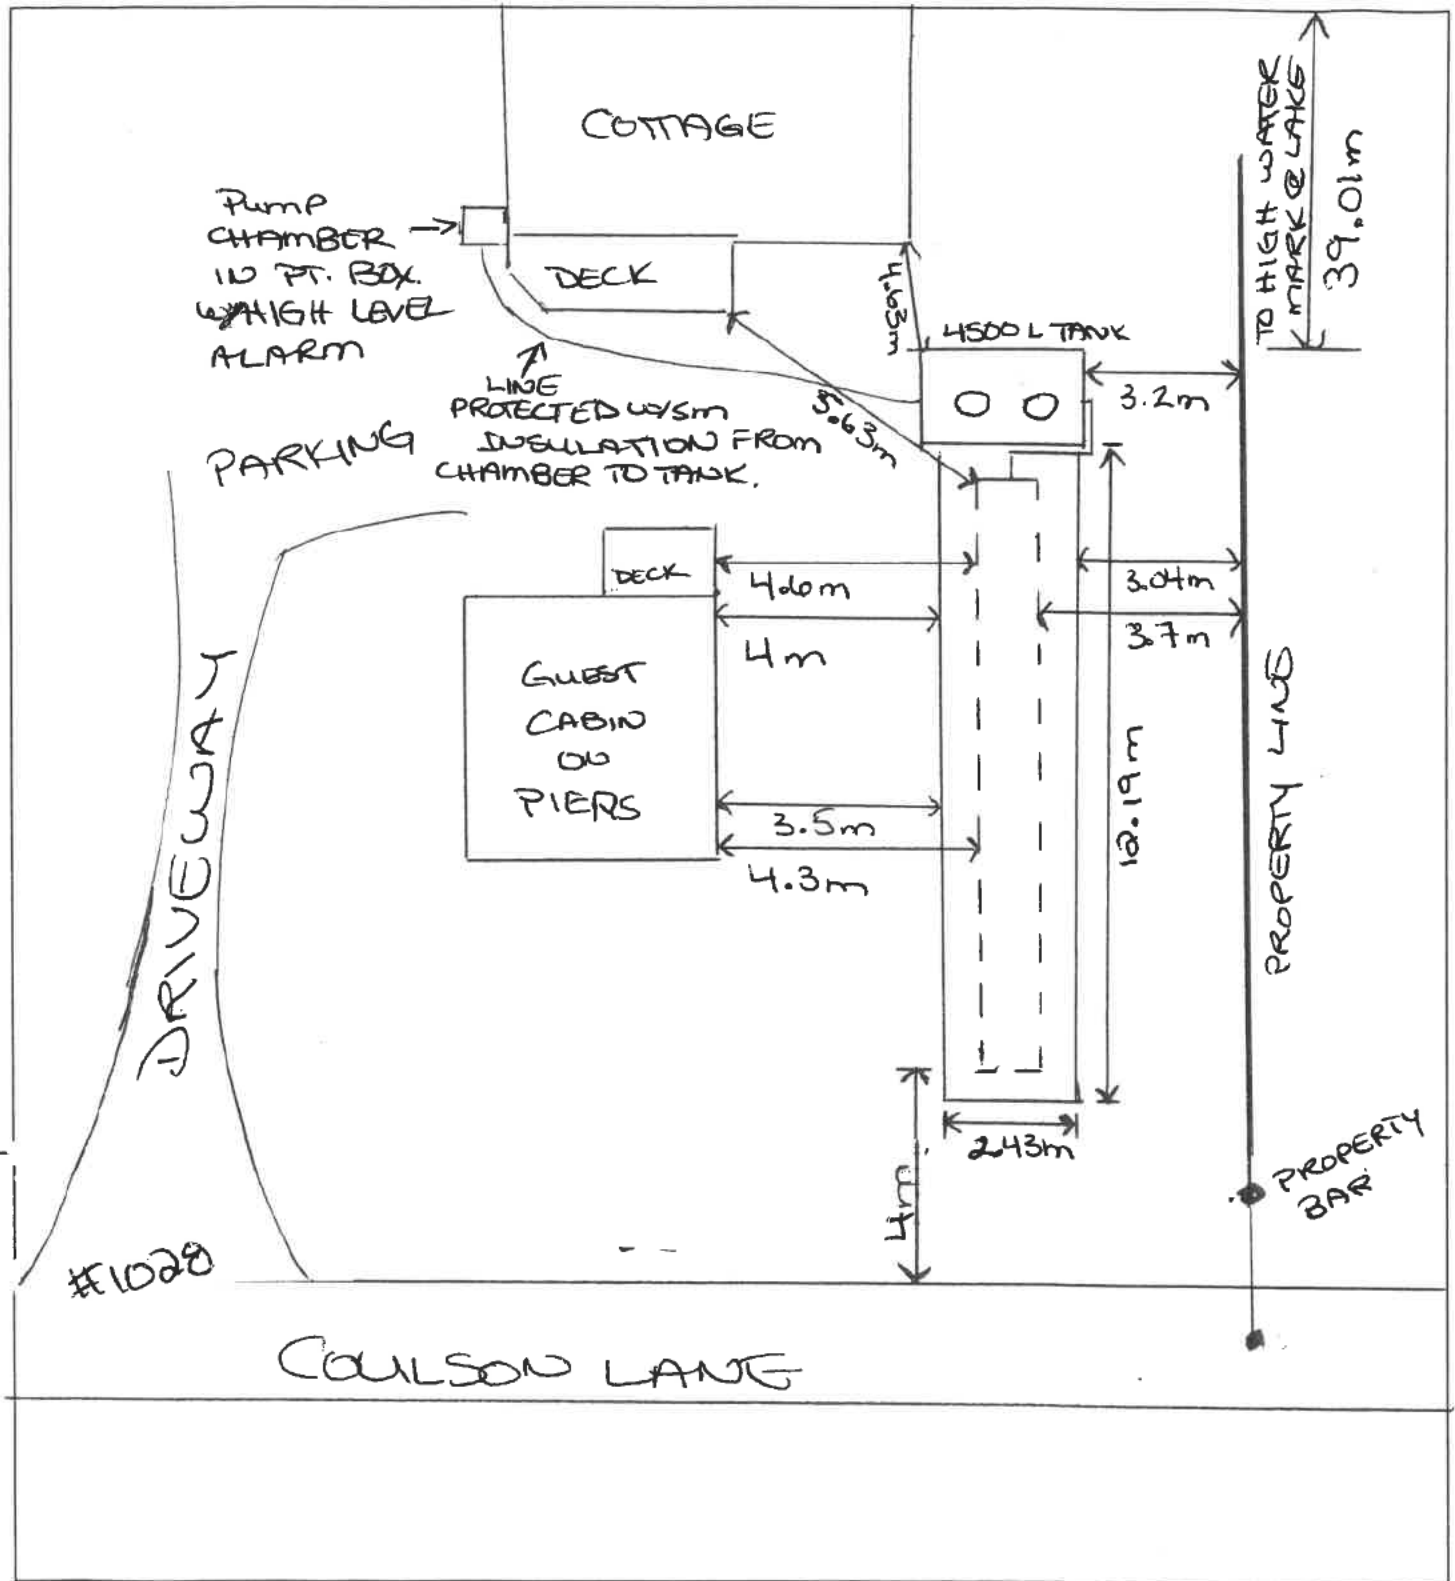 COTTAGE
PUMP
CHAMBER
IN PT. BOX.
W/HIGH LEVEL
ALARM
DECK
4.63m
4500 L TANK
TO HIGH WATER
MARK @ LAKE
39.01m
3.2m
LINE
PROTECTED W/SM
INSULATION FROM
CHAMBER TO TANK.
5.63m
PARKING
DECK
4.6m
4m
3.04m
3.7m
GUEST
CABIN
ON
PIERS
3.5m
4.3m
12.19m
PROPERTY LINE
DRIVEWAY
2.43m
4m
PROPERTY
BAR
#1028
COULSON LANE